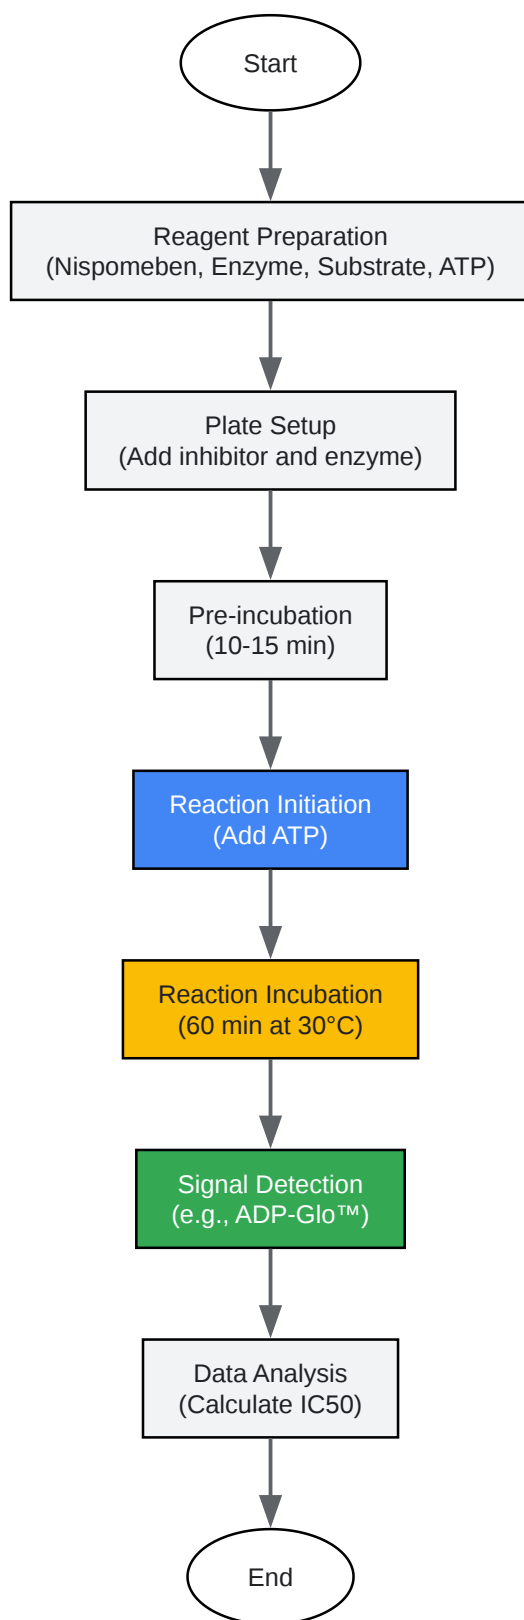 Start
Reagent Preparation
(Nispomeben, Enzyme, Substrate, ATP)
Plate Setup
(Add inhibitor and enzyme)
Pre-incubation
(10-15 min)
Reaction Initiation
(Add ATP)
Reaction Incubation
(60 min at 30°C)
Signal Detection
(e.g., ADP-Glo™)
Data Analysis
(Calculate IC50)
End